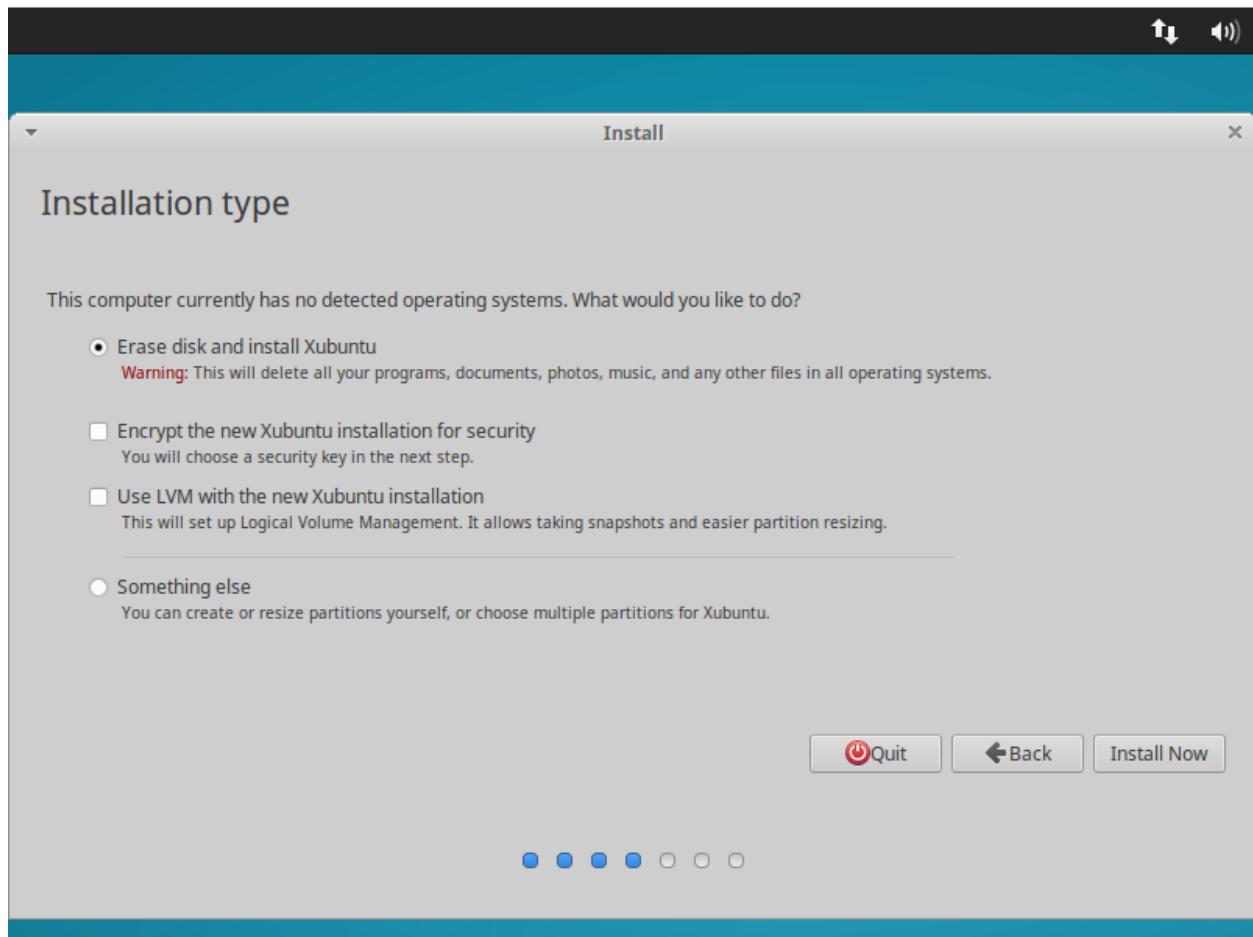 Install
Installation type
This computer currently has no detected operating systems. What would you like to do?
Erase disk and install Xubuntu
Warning: This will delete all your programs, documents, photos, music, and any other files in all operating systems.
Encrypt the new Xubuntu installation for security
You will choose a security key in the next step.
Use LVM with the new Xubuntu installation
This will set up Logical Volume Management. It allows taking snapshots and easier partition resizing.
Something else
You can create or resize partitions yourself, or choose multiple partitions for Xubuntu.
Quit Back Install Now